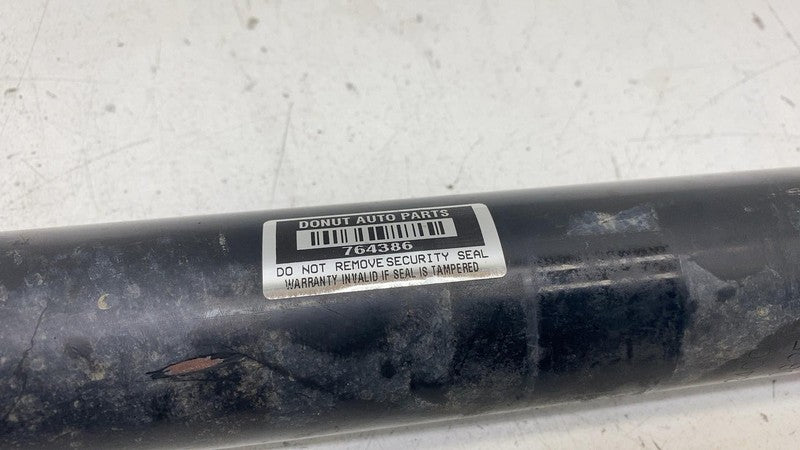 DONUT AUTO PARTS
764386
DO NOT REMOVE SECURITY SEAL
WARRANTY INVALID IF SEAL IS TAMPERED